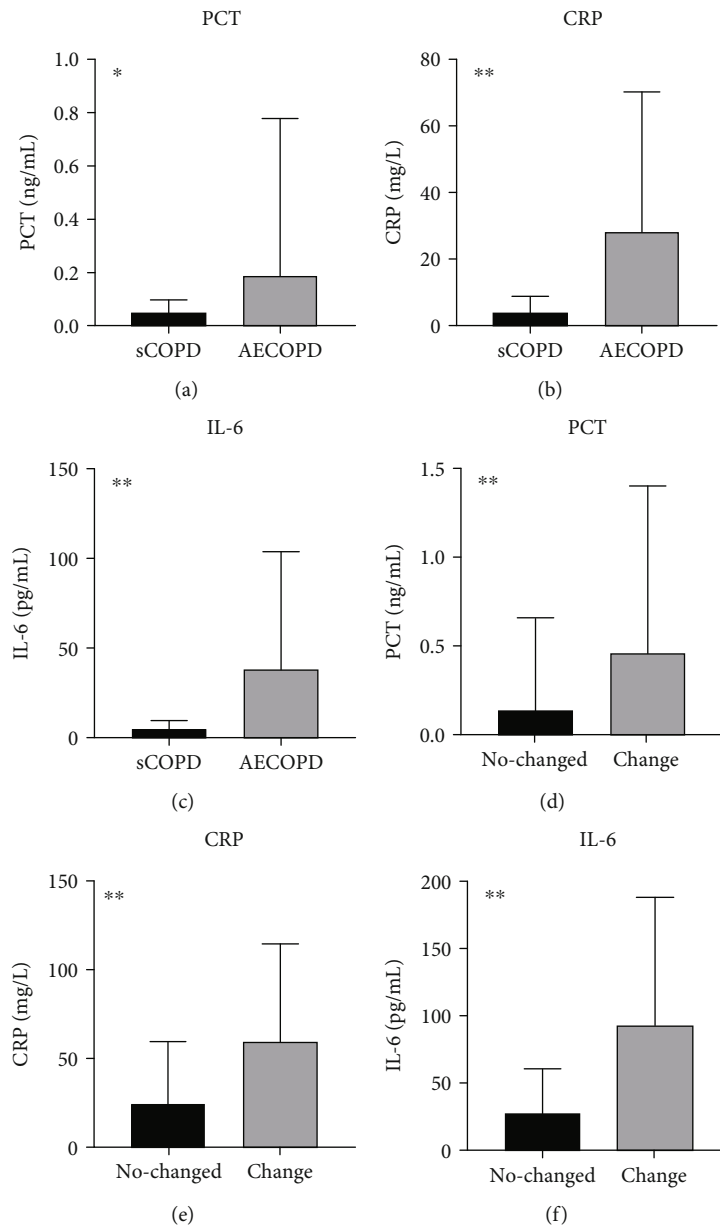 PCT
1.0
0.8
0.6
0.4
0.2
0.0
PCT (ng/mL)
*
sCOPD
AECOPD
(a)
CRP
80
60
40
20
0
CRP (mg/L)
**
sCOPD
AECOPD
(b)
IL-6
150
100
50
0
IL-6 (pg/mL)
**
sCOPD
AECOPD
(c)
PCT
1.5
1.0
0.5
0.0
PCT (ng/mL)
**
No-changed
Change
(d)
CRP
150
100
50
0
CRP (mg/L)
**
No-changed
Change
(e)
IL-6
200
150
100
50
0
IL-6 (pg/mL)
**
No-changed
Change
(f)